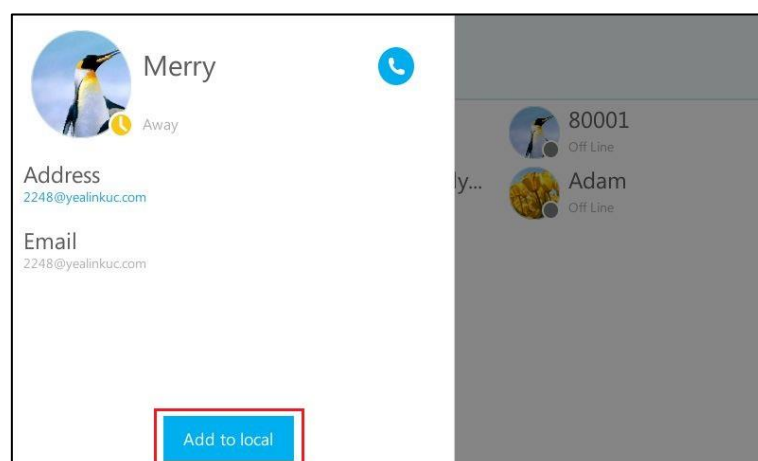 Merry
Away
Address
2248@yealinkuc.com
Email
2248@yealinkuc.com
Add to local
ly...
80001
Off Line
Adam
Off Line